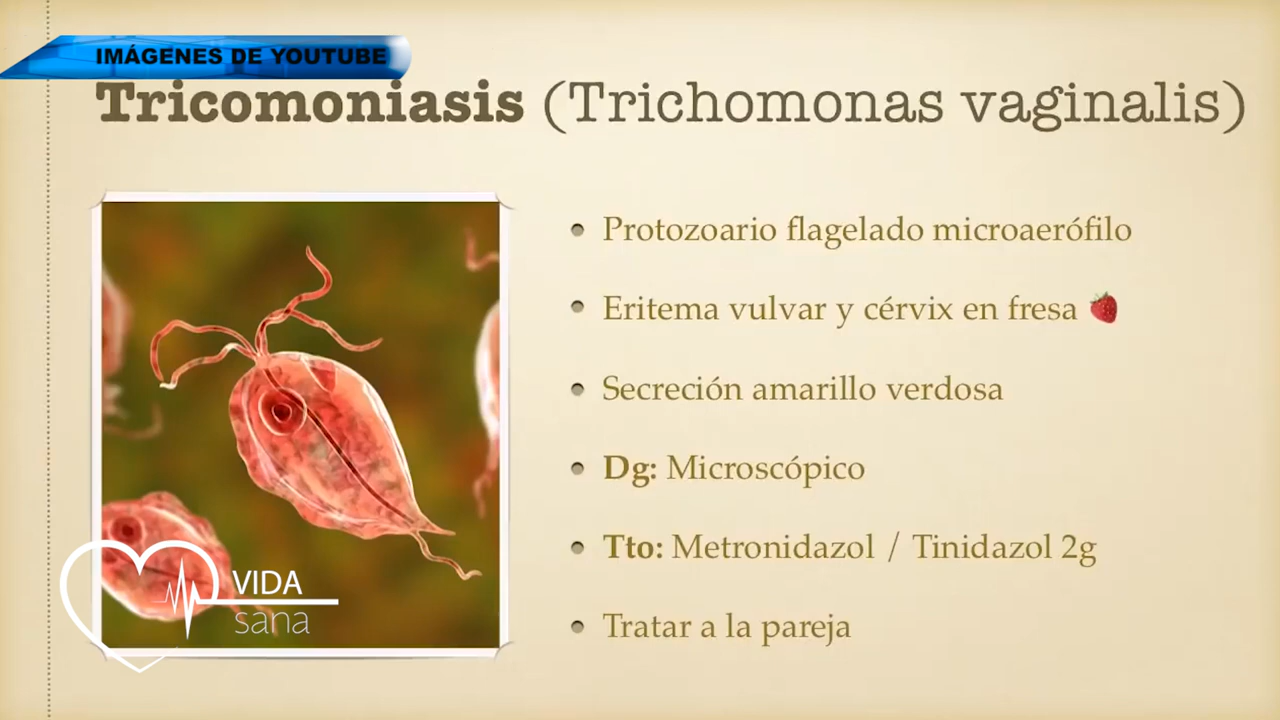 IMÁGENES DE YOUTUBE
Tricomoniasis (Trichomonas vaginalis)
Protozoario flagelado microaerófilo
Eritema vulvar y cérvix en fresa 🍓
Secreción amarillo verdosa
Dg: Microscópico
Tto: Metronidazol / Tinidazol 2g
Tratar a la pareja
VIDA
sana